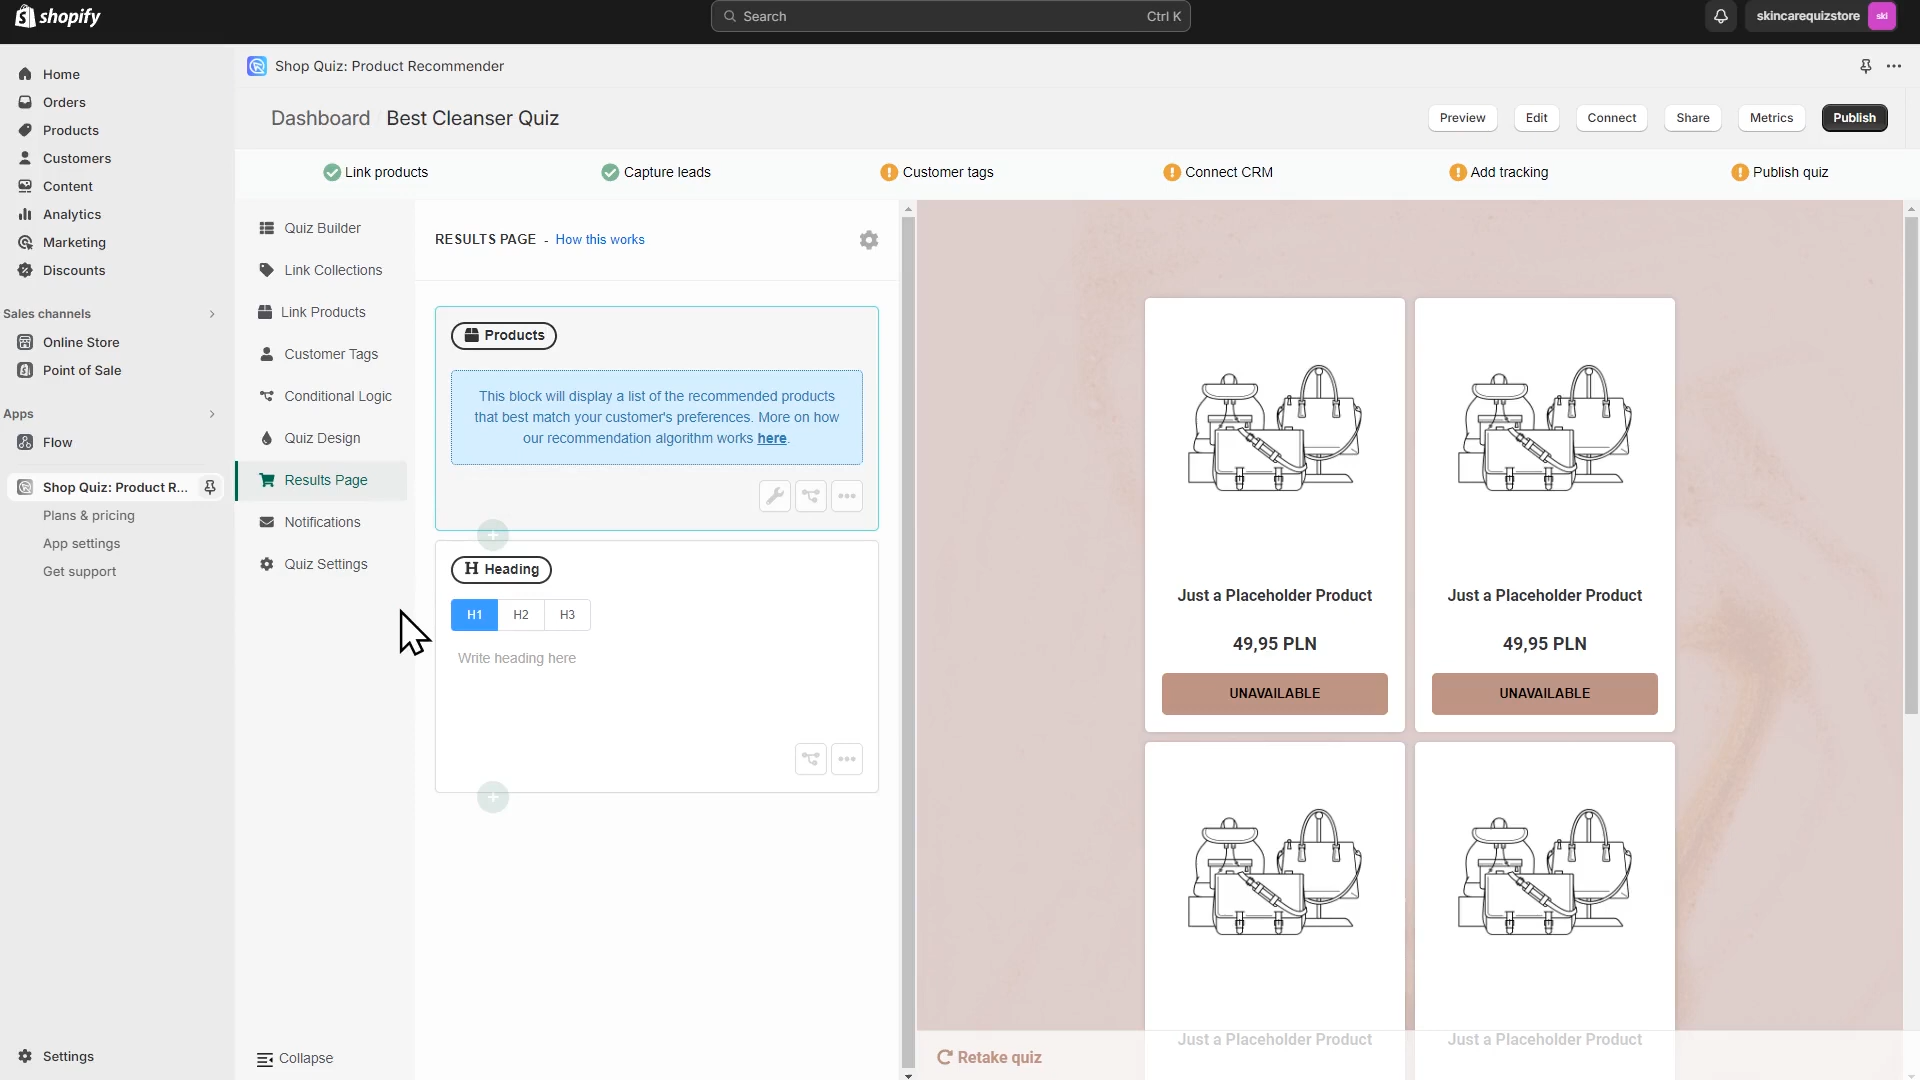 shopify
Search
Ctrl K
skincarequizstore
ski
Home
Orders
Products
Customers
Content
Analytics
Marketing
Discounts
Sales channels
Online Store
Point of Sale
Apps
Flow
Shop Quiz: Product R...
Plans & pricing
App settings
Get support
Settings
Shop Quiz: Product Recommender
Dashboard
Best Cleanser Quiz
Preview
Edit
Connect
Share
Metrics
Publish
Link products
Capture leads
Customer tags
Connect CRM
Add tracking
Publish quiz
Quiz Builder
Link Collections
Link Products
Customer Tags
Conditional Logic
Quiz Design
Results Page
Notifications
Quiz Settings
Collapse
RESULTS PAGE - How this works
Products
This block will display a list of the recommended products
that best match your customer's preferences. More on how
our recommendation algorithm works here.
H Heading
H1
H2
H3
Write heading here
Just a Placeholder Product
49,95 PLN
UNAVAILABLE
Just a Placeholder Product
49,95 PLN
UNAVAILABLE
Just a Placeholder Product
Just a Placeholder Product
Retake quiz